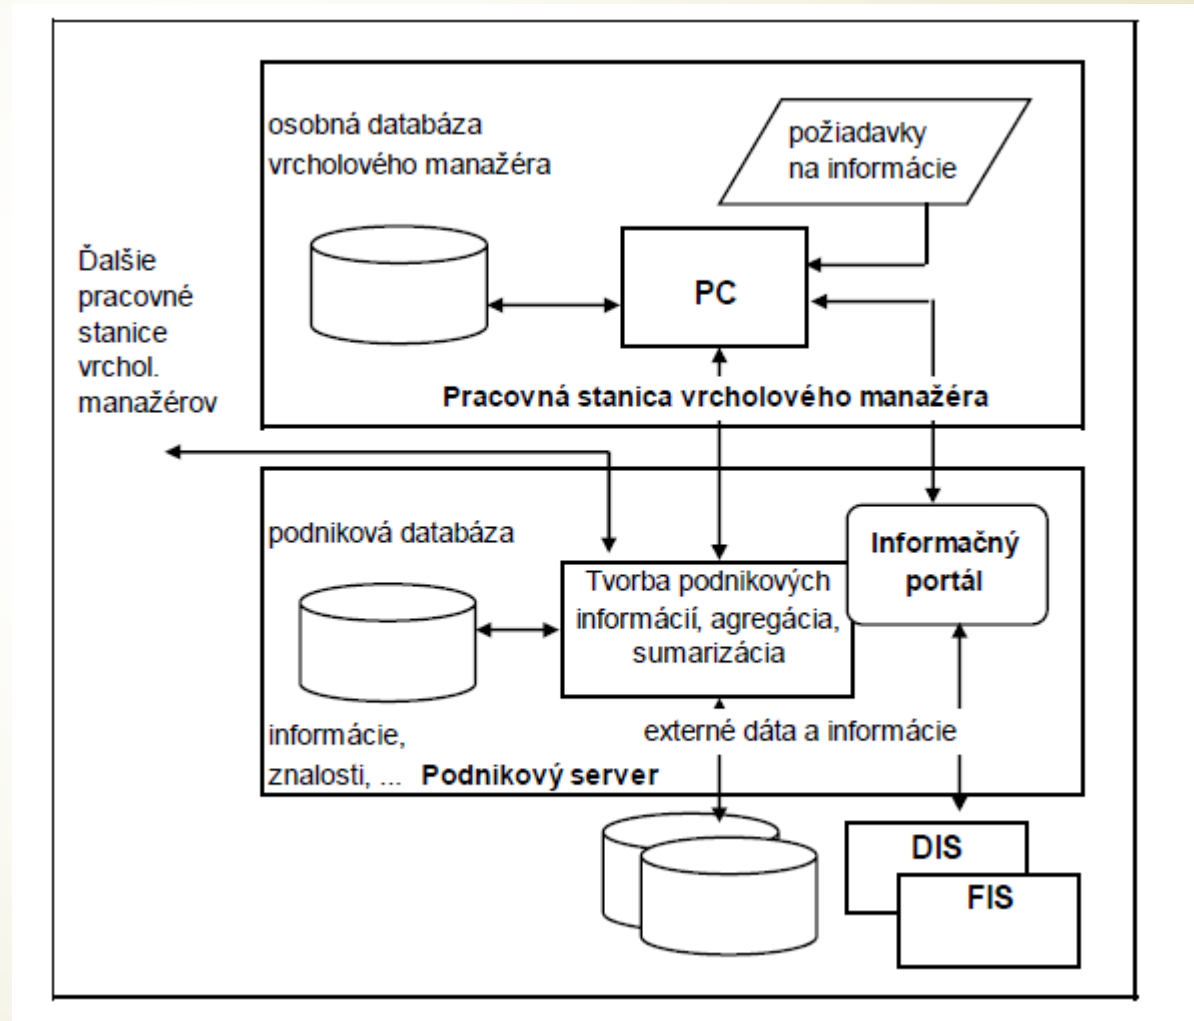 osobná databáza
vrcholového manažéra
požiadavky
na informácie
Ďalšie
pracovné
stanice
vrchol.
manažérov
PC
Pracovná stanica vrcholového manažéra
podniková databáza
Informačný
portál
Tvorba podnikových
informácií, agregácia,
sumarizácia
externé dáta a informácie
informácie,
znalosti, ... Podnikový server
DIS
FIS